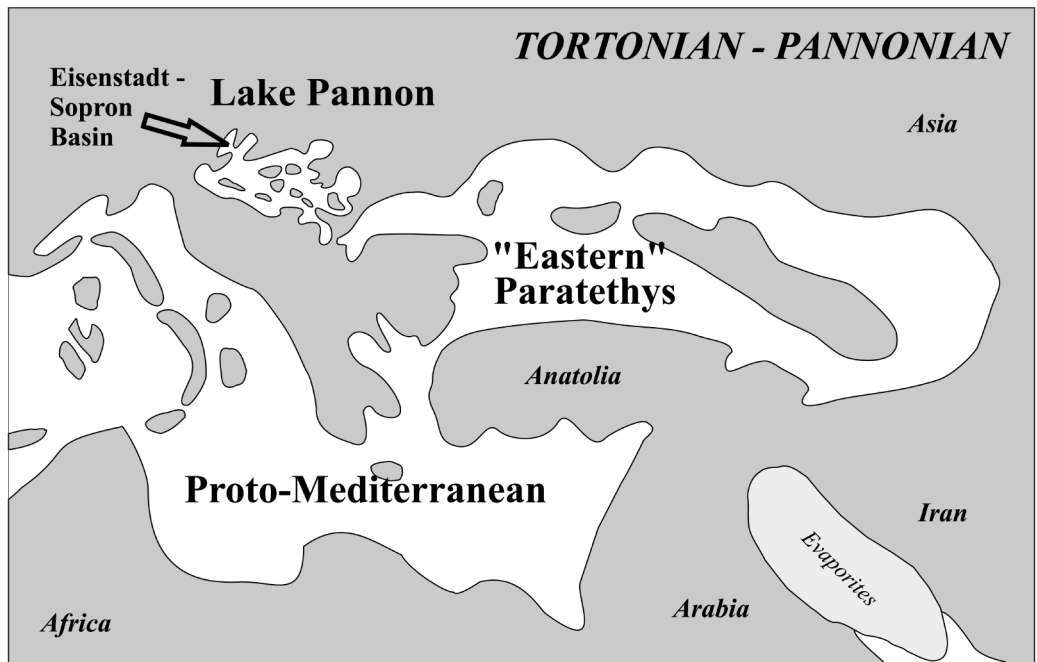 TORTONIAN - PANNONIAN
Eisenstadt -
Sopron
Basin
Lake Pannon
Asia
"Eastern"
Paratethys
Anatolia
Proto-Mediterranean
Iran
Evaporites
Arabia
Africa